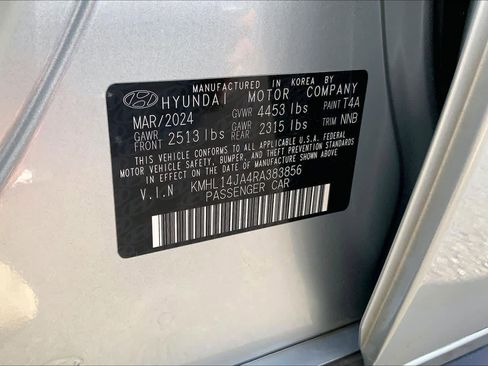 MANUFACTURED BY
HYUNDAI MOTOR COMPANY
MAR/2024 GVWR 4453 lbs PAINT T4A
GAWR FRONT 2513 lbs GAWR REAR 2315 lbs TRIM NNB
THIS VEHICLE CONFORMS TO ALL APPLICABLE U.S.A. FEDERAL
MOTOR VEHICLE SAFETY, BUMPER, AND THEFT PREVENTION
STANDARDS IN EFFECT ON THE DATE OF MANUFACTURE SHOWN ABOVE.
V.I.N KMHL14JA4RA383856
PASSENGER CAR